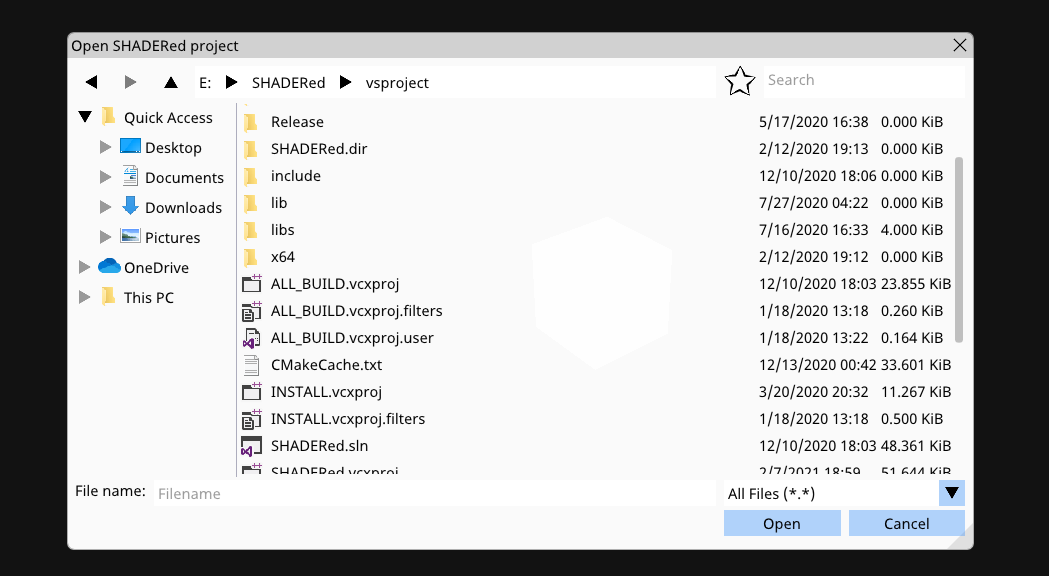 Open SHADERed project
E: SHADERed vsproject Search
Quick Access
Desktop
Documents
Downloads
Pictures
OneDrive
This PC
Release 5/17/2020 16:38 0.000 KiB
SHADERed.dir 2/12/2020 19:13 0.000 KiB
include 12/10/2020 18:06 0.000 KiB
lib 7/27/2020 04:22 0.000 KiB
libs 7/16/2020 16:33 4.000 KiB
x64 2/12/2020 19:12 0.000 KiB
ALL_BUILD.vcxproj 12/10/2020 18:03 23.855 KiB
ALL_BUILD.vcxproj.filters 1/18/2020 13:18 0.260 KiB
ALL_BUILD.vcxproj.user 1/18/2020 13:22 0.164 KiB
CMakeCache.txt 12/13/2020 00:42 33.601 KiB
INSTALL.vcxproj 3/20/2020 20:32 11.267 KiB
INSTALL.vcxproj.filters 1/18/2020 13:18 0.500 KiB
SHADERed.sln 12/10/2020 18:03 48.361 KiB
SHADERed.vcxproj 2/7/2021 18:59 51.644 KiB
File name: Filename All Files (*.*)
Open Cancel